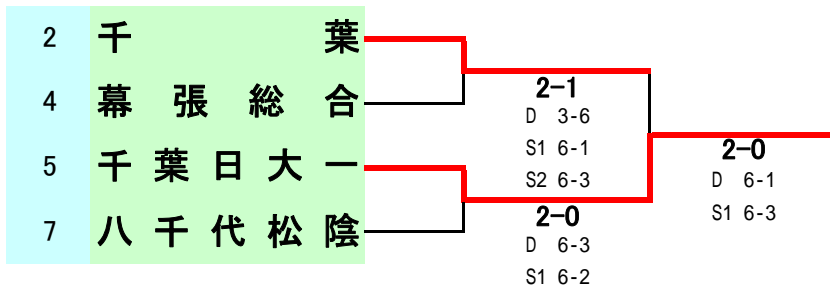 2 千葉
4 幕張総合
5 千葉日大一
7 八千代松陰
2-1
D 3-6
S1 6-1
S2 6-3
2-0
D 6-3
S1 6-2
2-0
D 6-1
S1 6-3